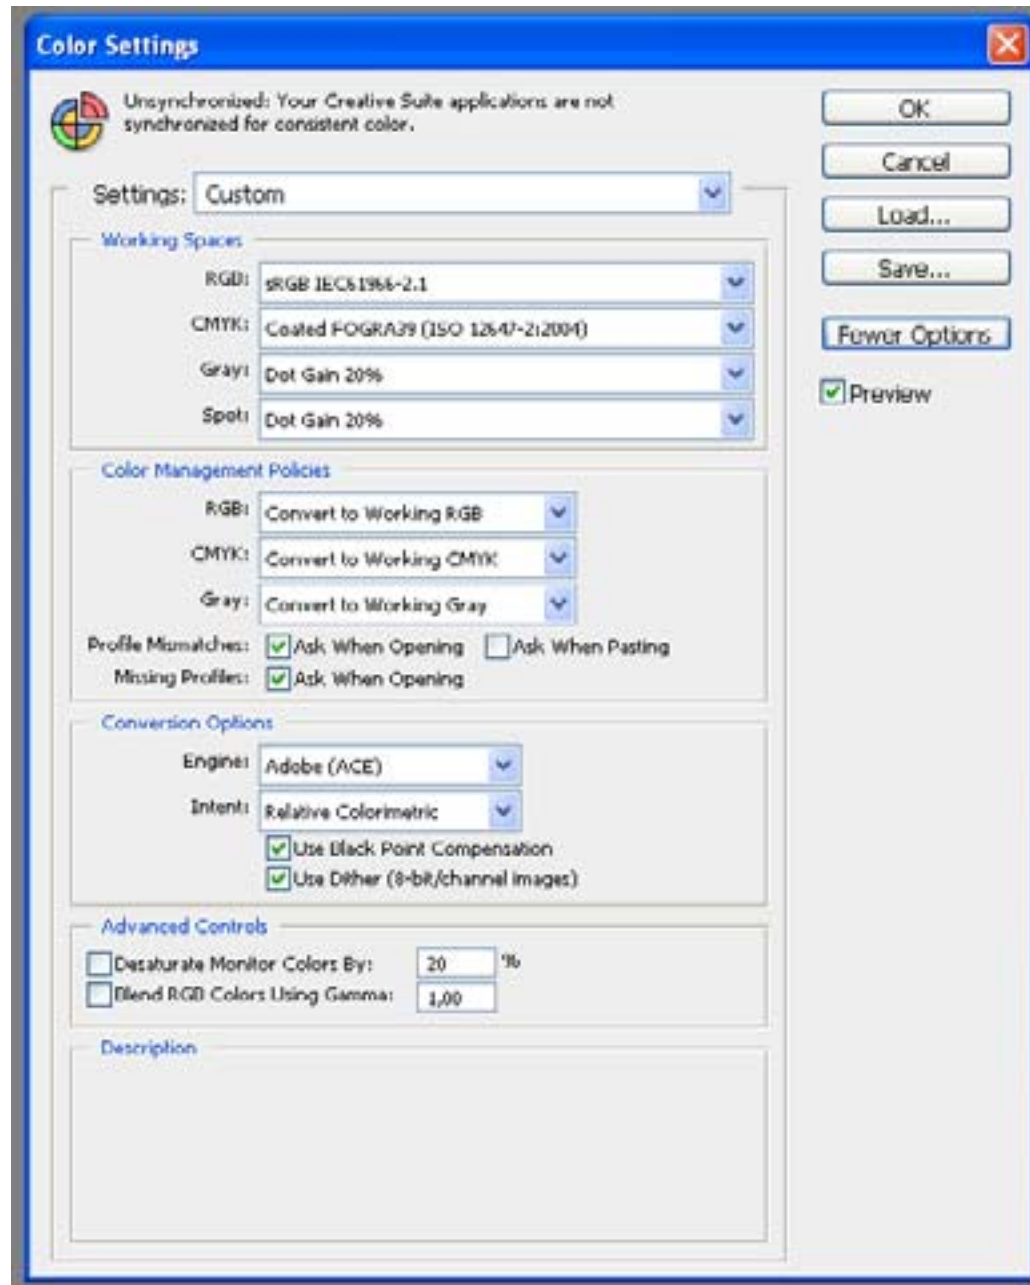 Color Settings
Unsynchronized: Your Creative Suite applications are not
synchronized for consistent color.
OK
Cancel
Load...
Save...
Fewer Options
Preview
Settings: Custom
Working Spaces
RGB: sRGB IEC61966-2.1
CMYK: Coated FOGRA39 (ISO 12647-2:2004)
Gray: Dot Gain 20%
Spot: Dot Gain 20%
Color Management Policies
RGB: Convert to Working RGB
CMYK: Convert to Working CMYK
Gray: Convert to Working Gray
Profile Mismatches: Ask When Opening Ask When Pasting
Missing Profiles: Ask When Opening
Conversion Options
Engine: Adobe (ACE)
Intent: Relative Colorimetric
Use Black Point Compensation
Use Dither (8-bit/channel images)
Advanced Controls
Desaturate Monitor Colors By: 20 %
Blend RGB Colors Using Gamma: 1,00
Description